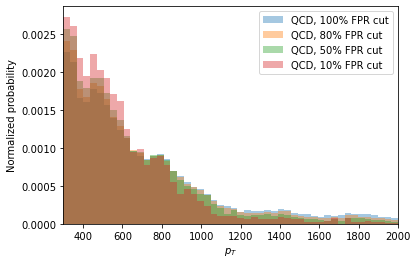 QCD, 100% FPR cut
QCD, 80% FPR cut
QCD, 50% FPR cut
QCD, 10% FPR cut
Normalized probability
0.0025
0.0020
0.0015
0.0010
0.0005
0.0000
400 600 800 1000 1200 1400 1600 1800 2000
p_T